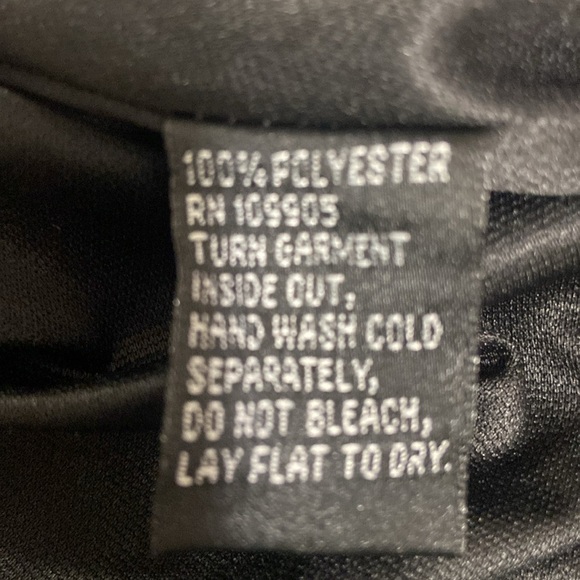 100% POLYESTER
RN 109905
TURN GARMENT
INSIDE OUT,
HAND WASH COLD
SEPARATELY,
DO NOT BLEACH,
LAY FLAT TO DRY.